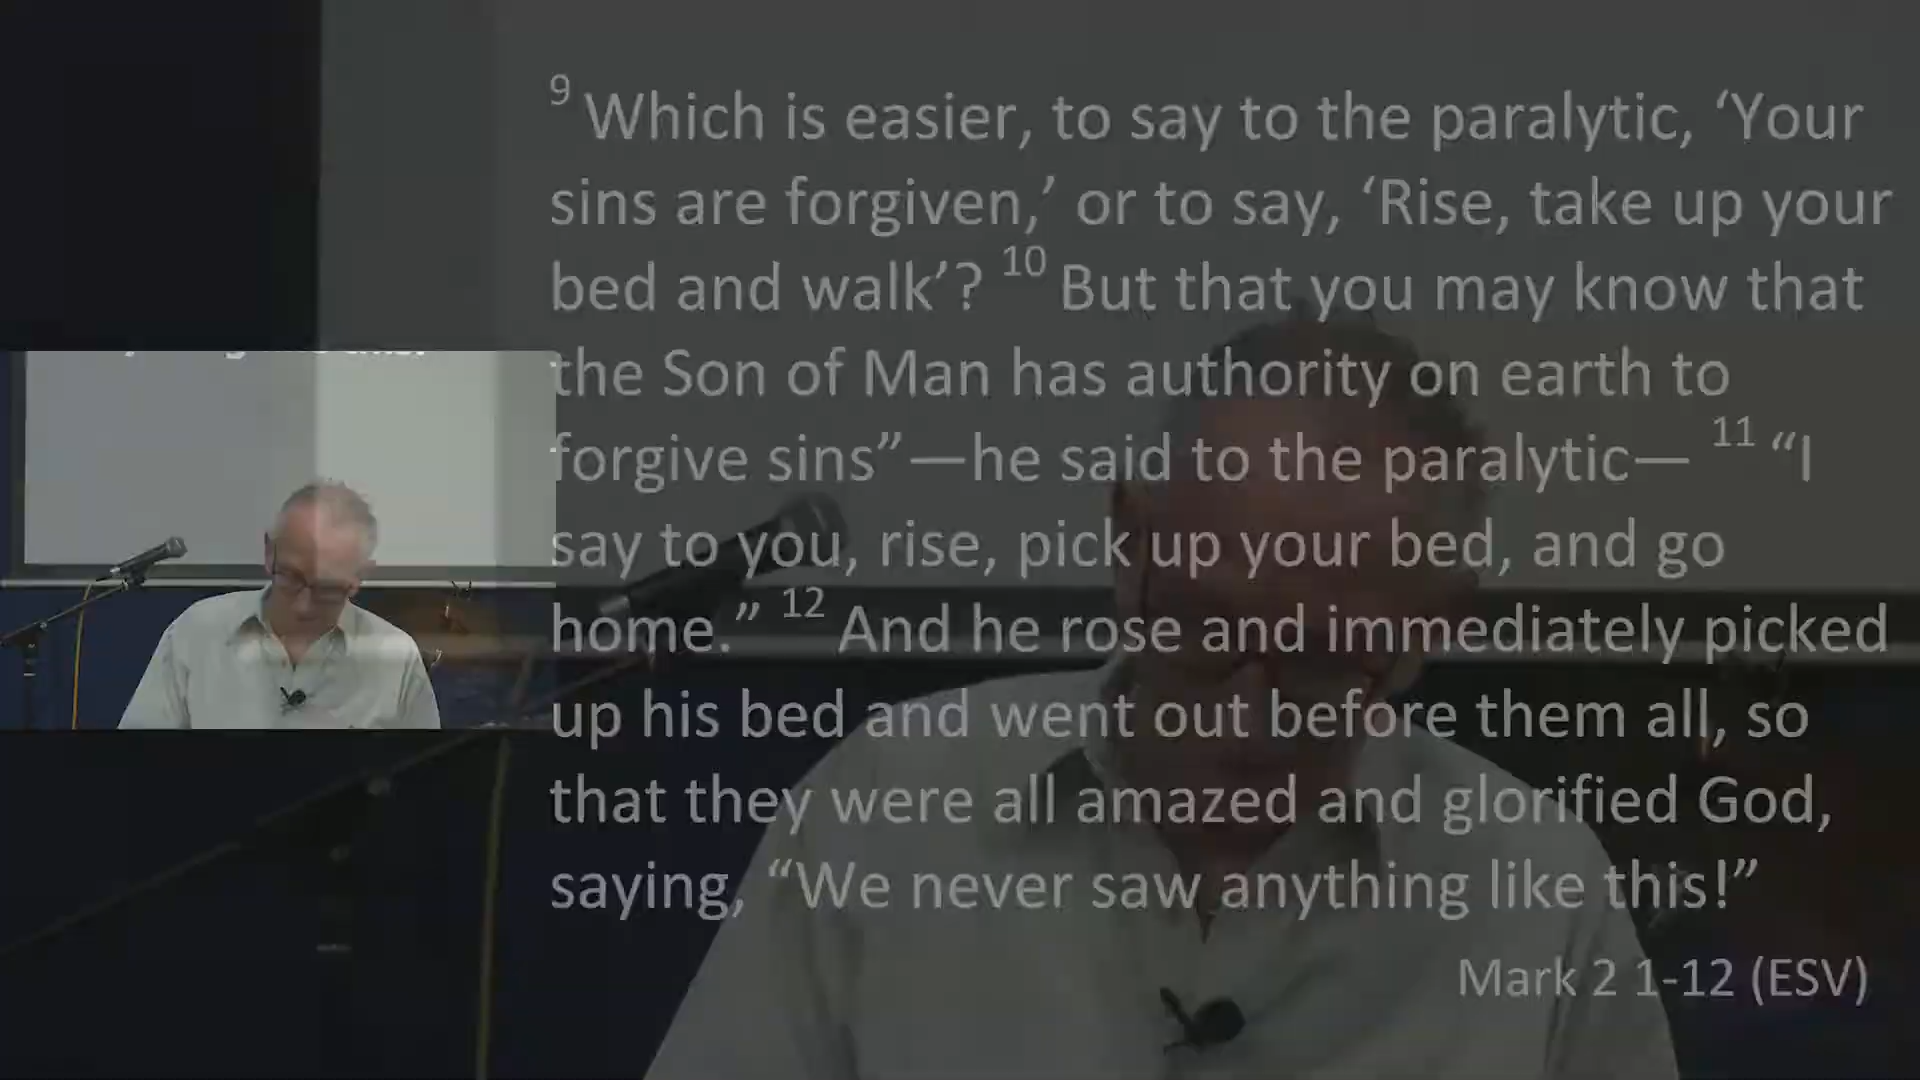 9 Which is easier, to say to the paralytic, ‘Your
sins are forgiven,’ or to say, ‘Rise, take up your
bed and walk’? 10 But that you may know that
the Son of Man has authority on earth to
forgive sins”—he said to the paralytic— 11 “I
say to you, rise, pick up your bed, and go
home.” 12 And he rose and immediately picked
up his bed and went out before them all, so
that they were all amazed and glorified God,
saying, “We never saw anything like this!”
Mark 2 1-12 (ESV)